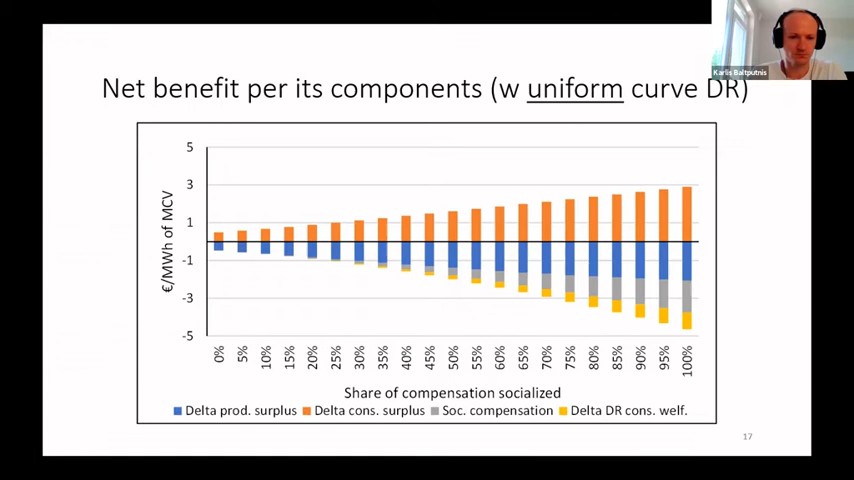 Karlis Baltputnis
Net benefit per its components (w uniform curve DR)
€/MWh of MCV
5
3
1
-1
-3
-5
0% 5% 10% 15% 20% 25% 30% 35% 40% 45% 50% 55% 60% 65% 70% 75% 80% 85% 90% 95% 100%
Share of compensation socialized
Delta prod. surplus Delta cons. surplus Soc. compensation Delta DR cons. welf.
17